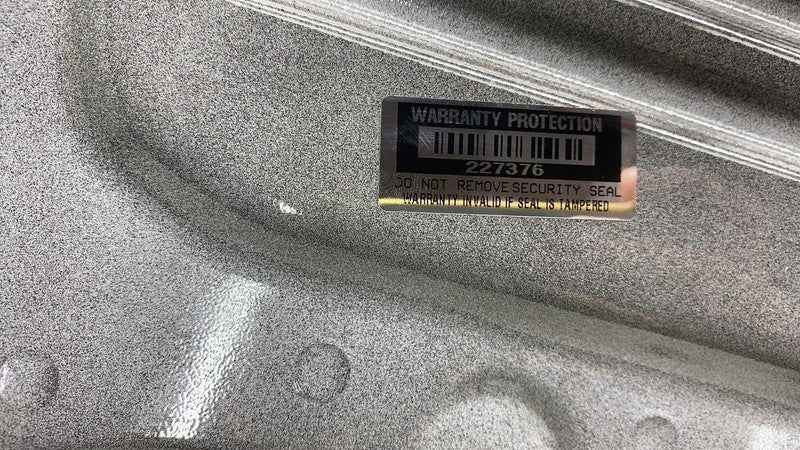 WARRANTY PROTECTION
227376
DO NOT REMOVE SECURITY SEAL
WARRANTY INVALID IF SEAL IS TAMPERED